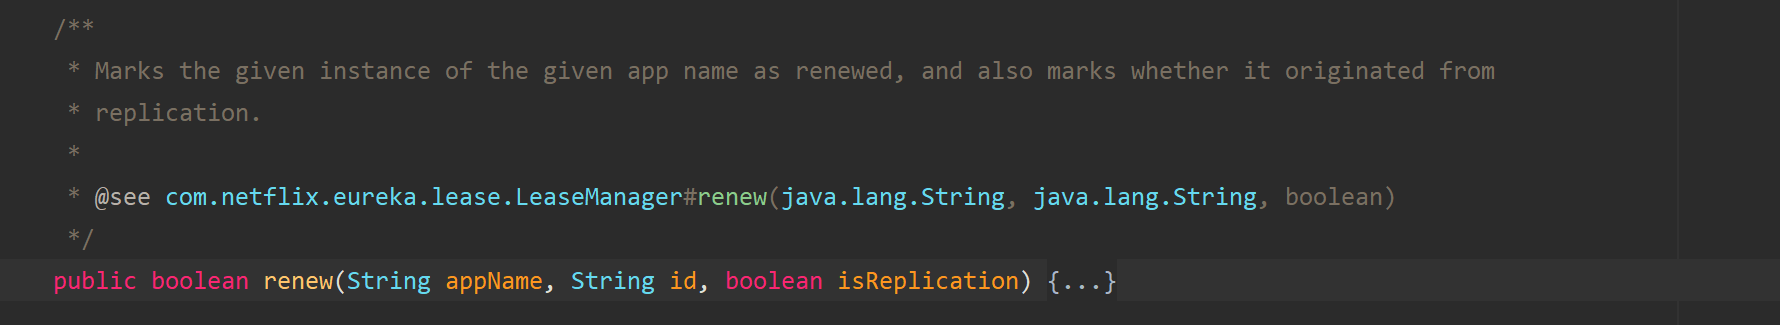 /**
* Marks the given instance of the given app name as renewed, and also marks whether it originated from
* replication.
*
* @see com.netflix.eureka.lease.LeaseManager#renew(java.lang.String, java.lang.String, boolean)
*/
public boolean renew(String appName, String id, boolean isReplication) {...}